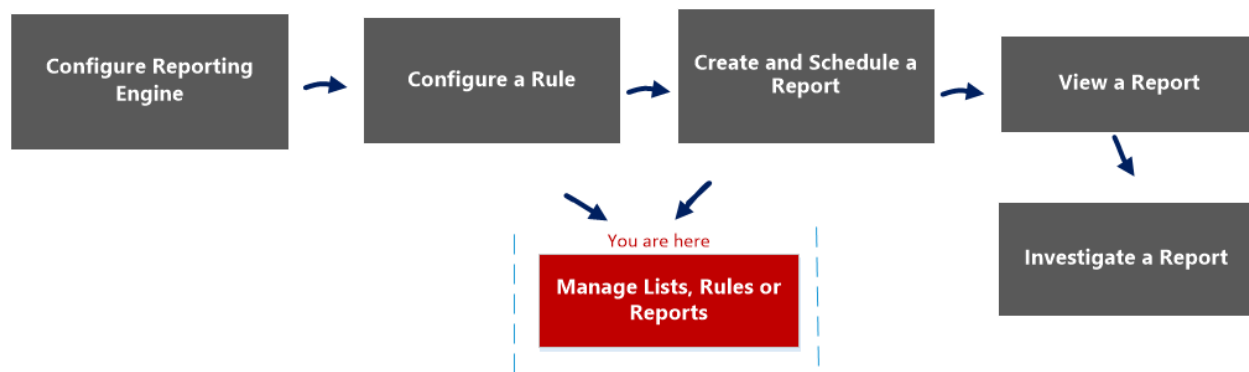 Configure Reporting
Engine
Configure a Rule
Create and Schedule a
Report
View a Report
Investigate a Report
You are here
Manage Lists, Rules or
Reports